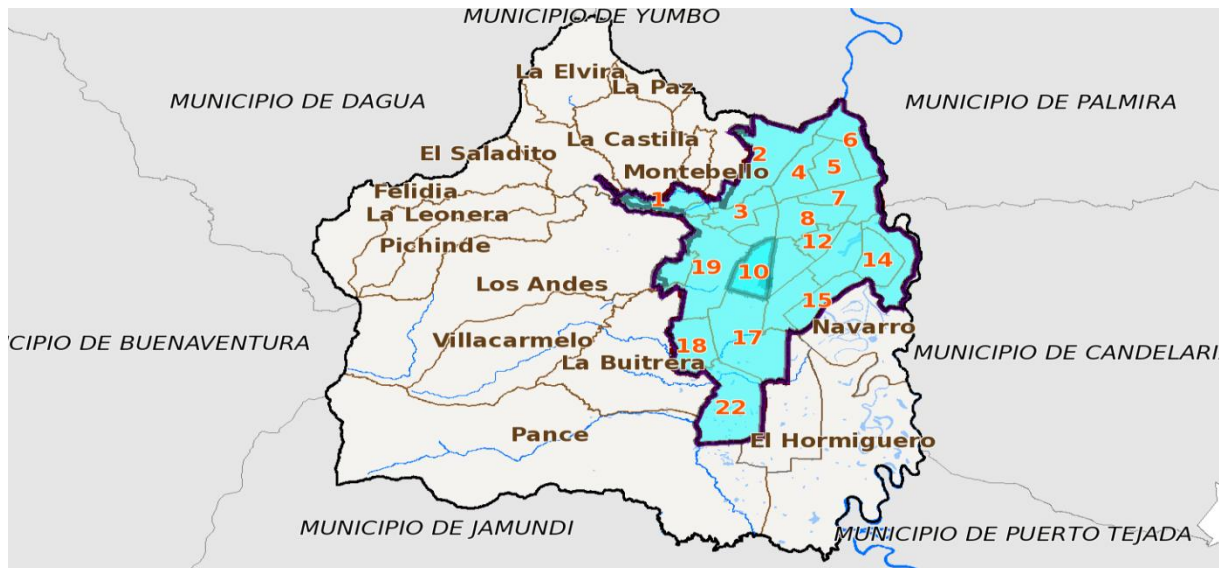 MUNICIPIO DE YUMBO
La Elvira
La Paz
MUNICIPIO DE DAGUA
MUNICIPIO DE PALMIRA
La Castilla
6
2
El Saladito
5
Montebello
4
Felidia
1
7
La Leonera
3
8
Pichinde
12
14
19
10
Los Andes
15
Navarro
CIPIO DE BUENAVENTURA
Villacarmelo
17
18
MUNICIPIO DE CANDELARI
La Buitrera
22
Pance
El Hormiguero
MUNICIPIO DE JAMUNDI
MUNICIPIO DE PUERTO TEJADA